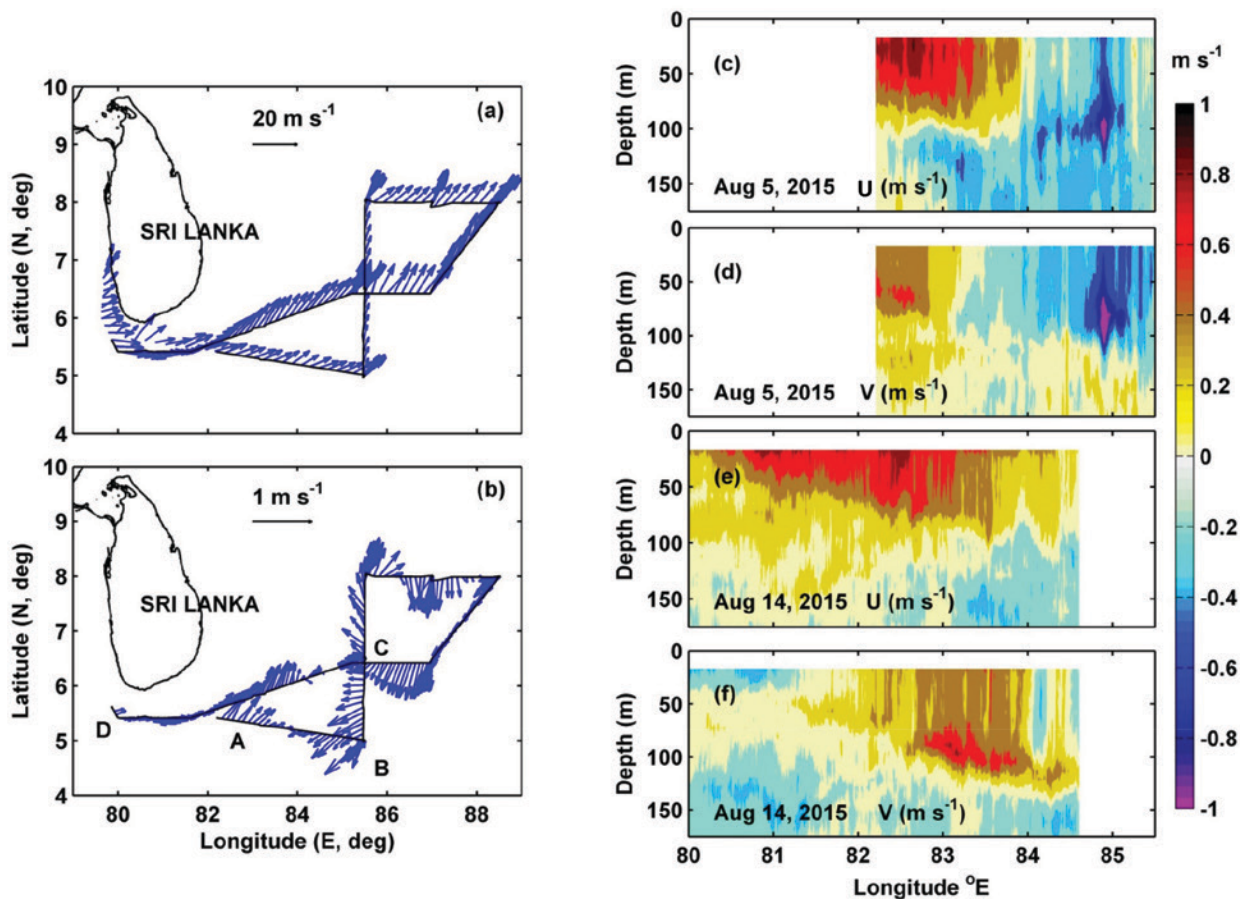 (a)
20 m s-1
SRI LANKA
10
9
8
7
6
5
4
Latitude (N, deg)
(b)
1 m s-1
SRI LANKA
C
D
A
B
10
9
8
7
6
5
4
Latitude (N, deg)
80 82 84 86 88
Longitude (E, deg)
0
50
100
150
Depth (m)
(c)
Aug 5, 2015 U (m s-1)
0
50
100
150
Depth (m)
(d)
Aug 5, 2015 V (m s-1)
0
50
100
150
Depth (m)
(e)
Aug 14, 2015 U (m s-1)
0
50
100
150
Depth (m)
(f)
Aug 14, 2015 V (m s-1)
80 81 82 83 84 85
Longitude oE
m s-1
1
0.8
0.6
0.4
0.2
0
-0.2
-0.4
-0.6
-0.8
-1